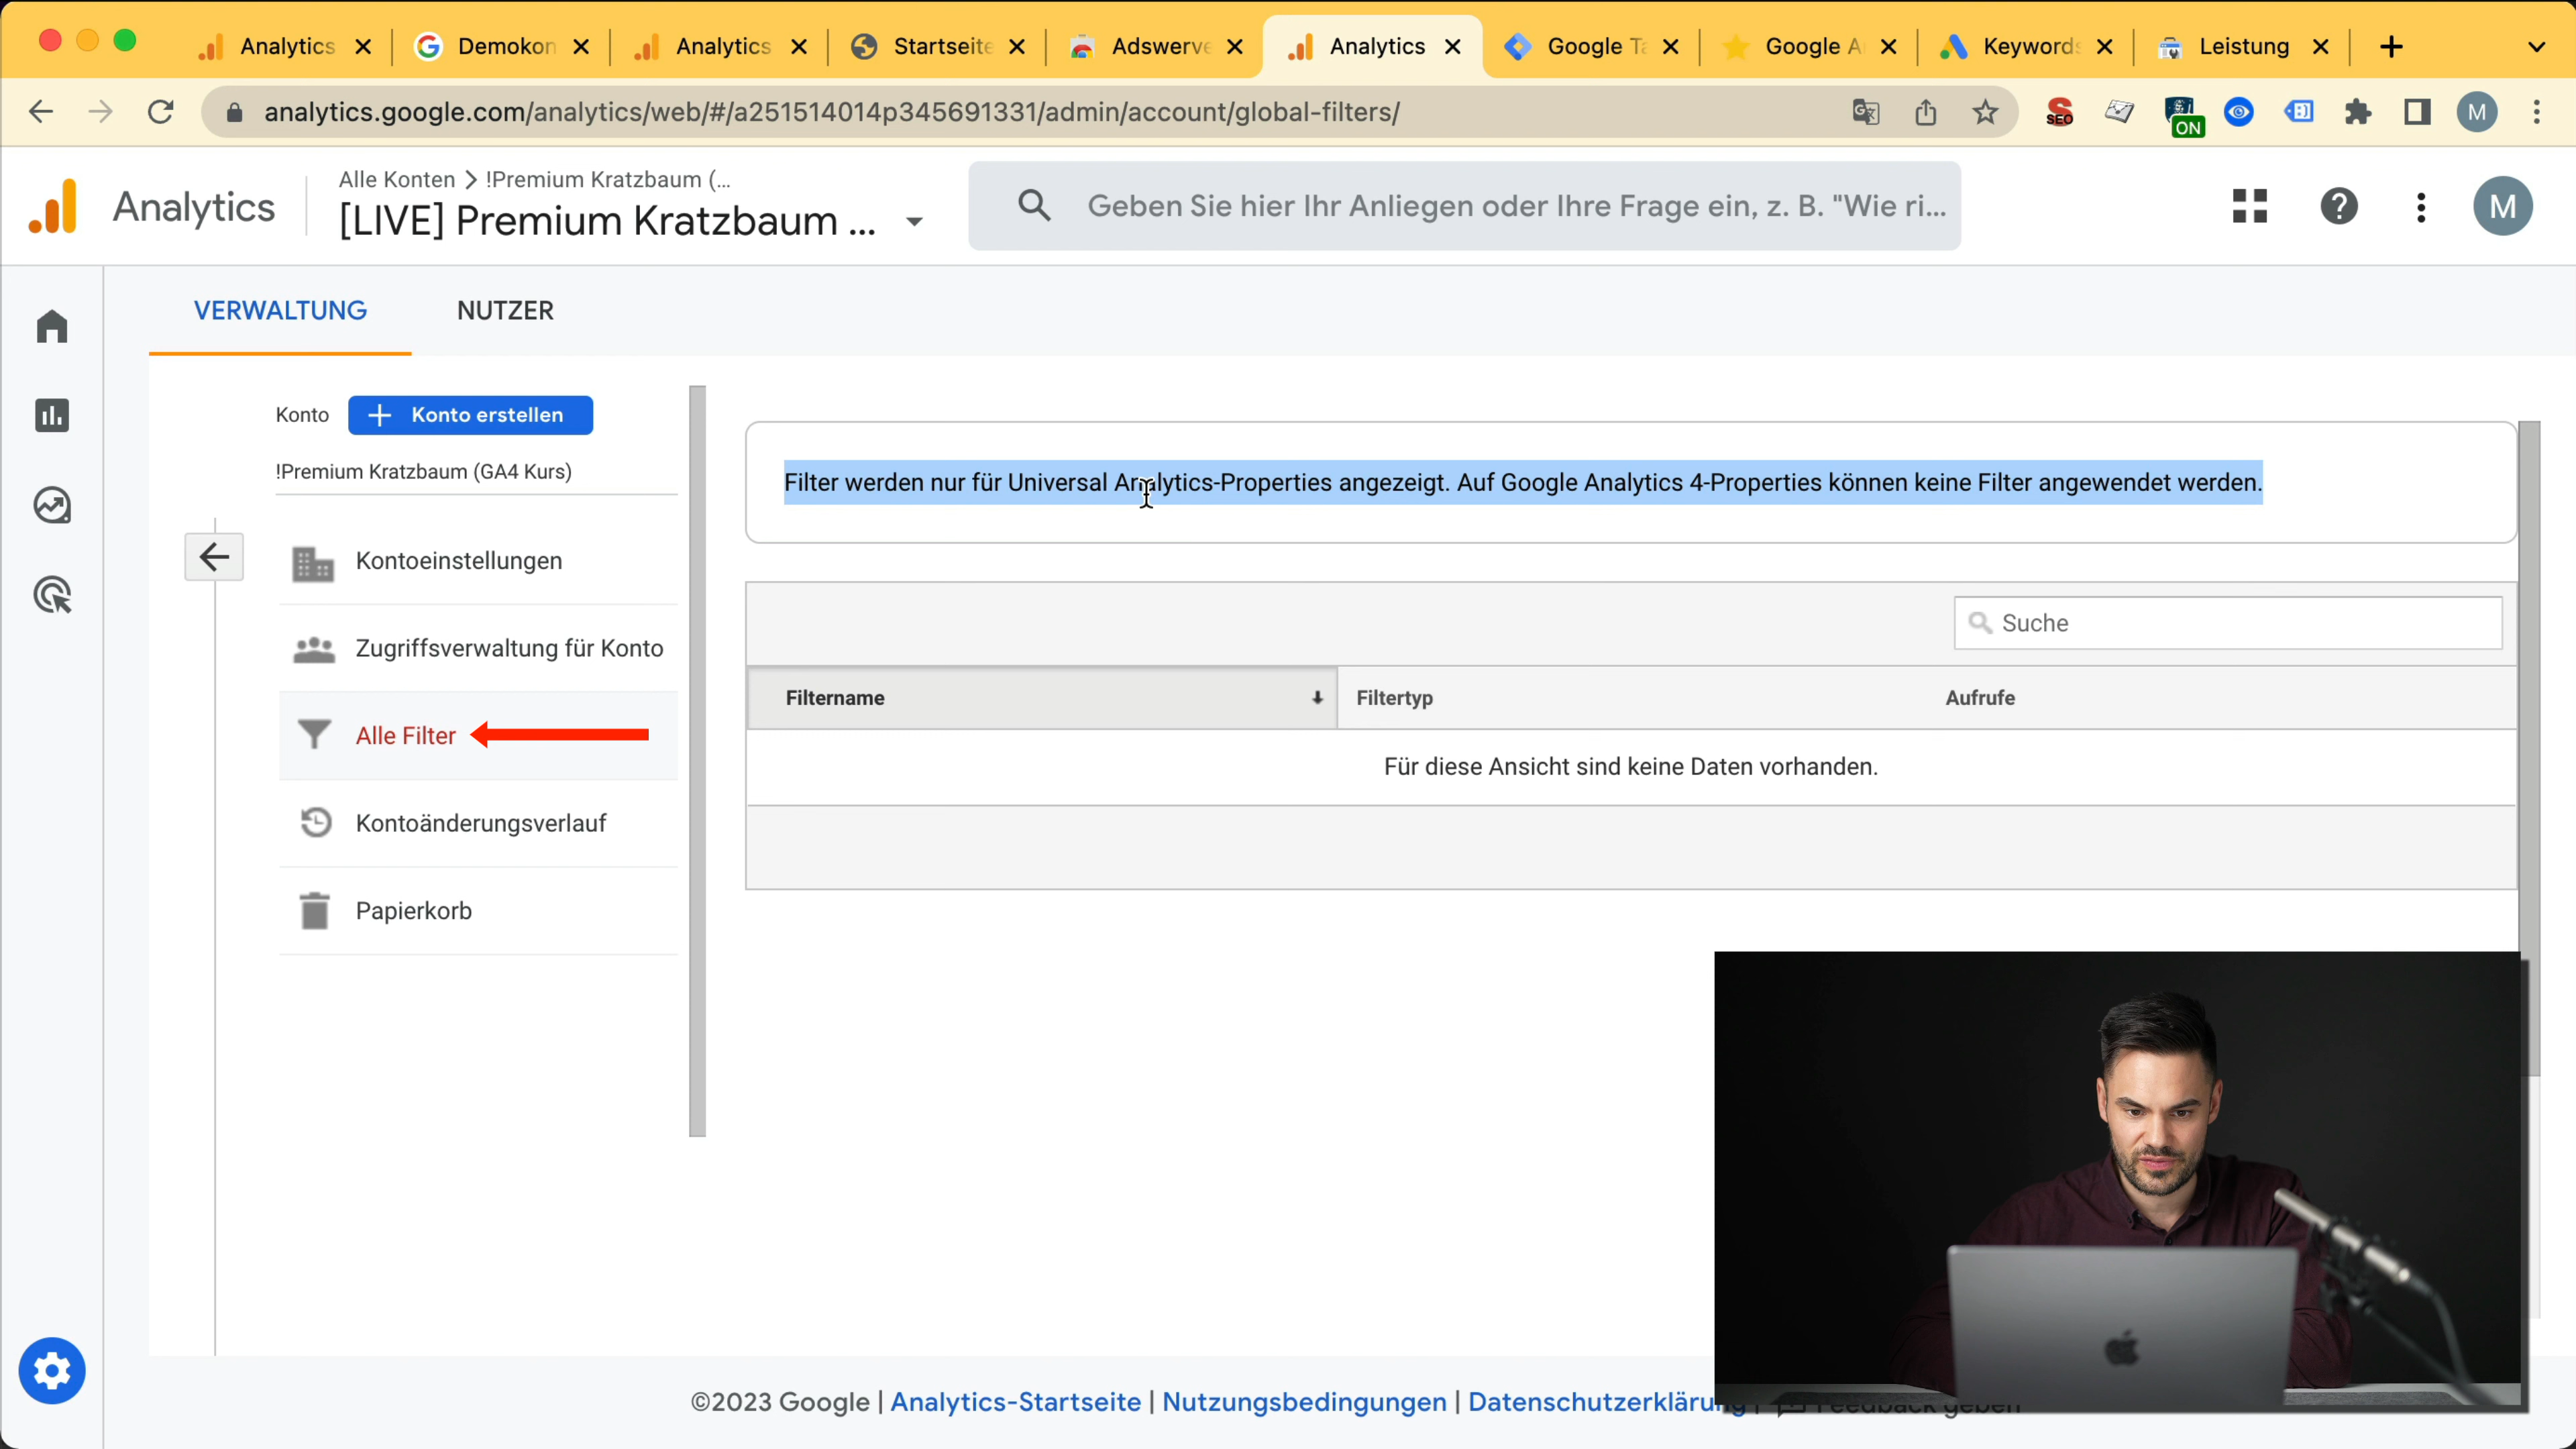 Analytics
Demokon
Analytics
Startseite
Adswerve
Analytics
Google Ta
Google A
Keywords
Leistung
analytics.google.com/analytics/web/#/a251514014p345691331/admin/account/global-filters/
SEO
ON
M
Analytics
Alle Konten > !Premium Kratzbaum (...
[LIVE] Premium Kratzbaum ...
Geben Sie hier Ihr Anliegen oder Ihre Frage ein, z. B. "Wie ri...
M
VERWALTUNG
NUTZER
Konto
+ Konto erstellen
!Premium Kratzbaum (GA4 Kurs)
Kontoeinstellungen
Zugriffsverwaltung für Konto
Alle Filter
Kontoänderungsverlauf
Papierkorb
Filter werden nur für Universal Analytics-Properties angezeigt. Auf Google Analytics 4-Properties können keine Filter angewendet werden.
Suche
Filtername
Filtertyp
Aufrufe
Für diese Ansicht sind keine Daten vorhanden.
©2023 Google | Analytics-Startseite | Nutzungsbedingungen | Datenschutzerklärung | Feedback geben